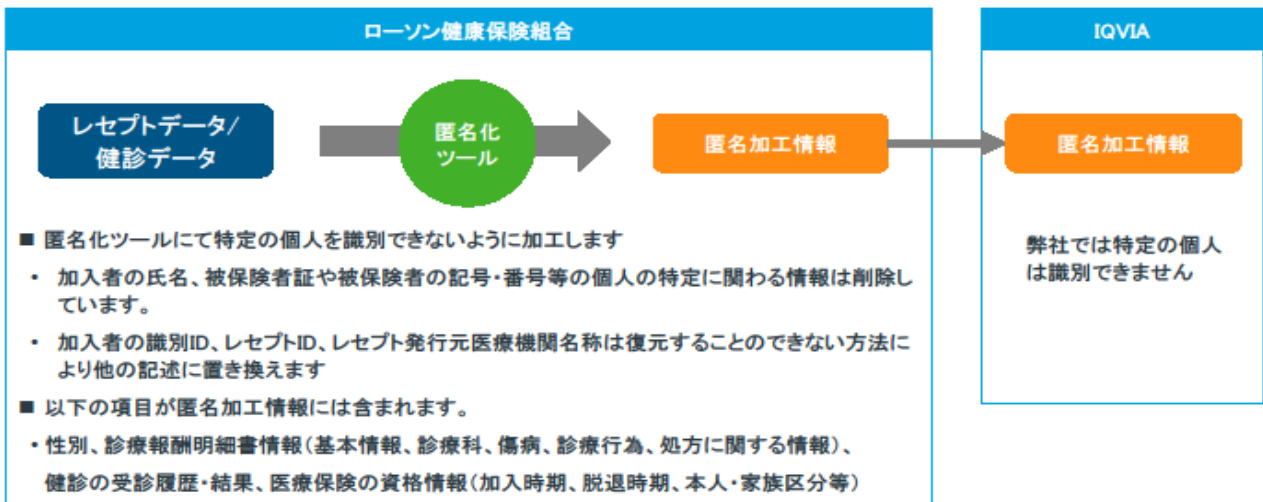 ローソン健康保険組合
IQVIA
レセプトデータ/
健診データ
匿名化
ツール
匿名加工情報
匿名加工情報
■ 匿名化ツールにて特定の個人を識別できないように加工します
・ 加入者の氏名、被保険者証や被保険者の記号・番号等の個人の特定に関わる情報は削除し
ています。
・ 加入者の識別ID、レセプトID、レセプト発行元医療機関名称は復元することのできない方法に
より他の記述に置き換えます
■ 以下の項目が匿名加工情報には含まれます。
・性別、診療報酬明細書情報(基本情報、診療科、傷病、診療行為、処方に関する情報)、
健診の受診履歴・結果、医療保険の資格情報(加入時期、脱退時期、本人・家族区分等)
弊社では特定の個人
は識別できません